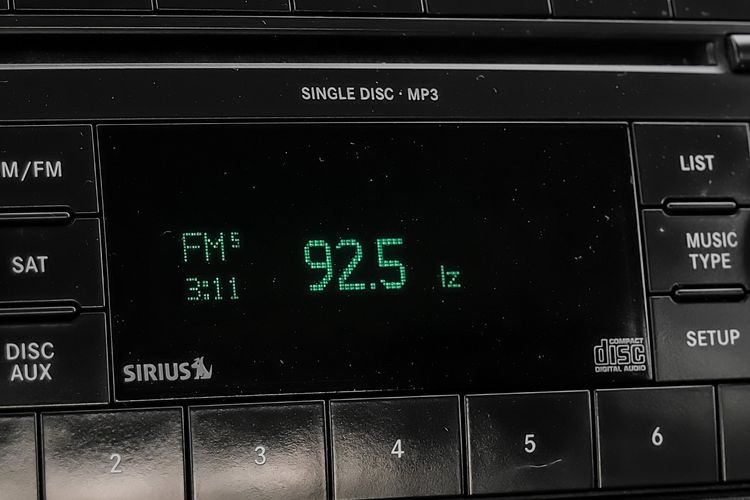 SINGLE DISC · MP3
M/FM
LIST
SAT
MUSIC
TYPE
DISC
AUX
SETUP
FM
3:11
92.5
SIRIUS
COMPACT
disc
DIGITAL AUDIO
2
3
4
5
6